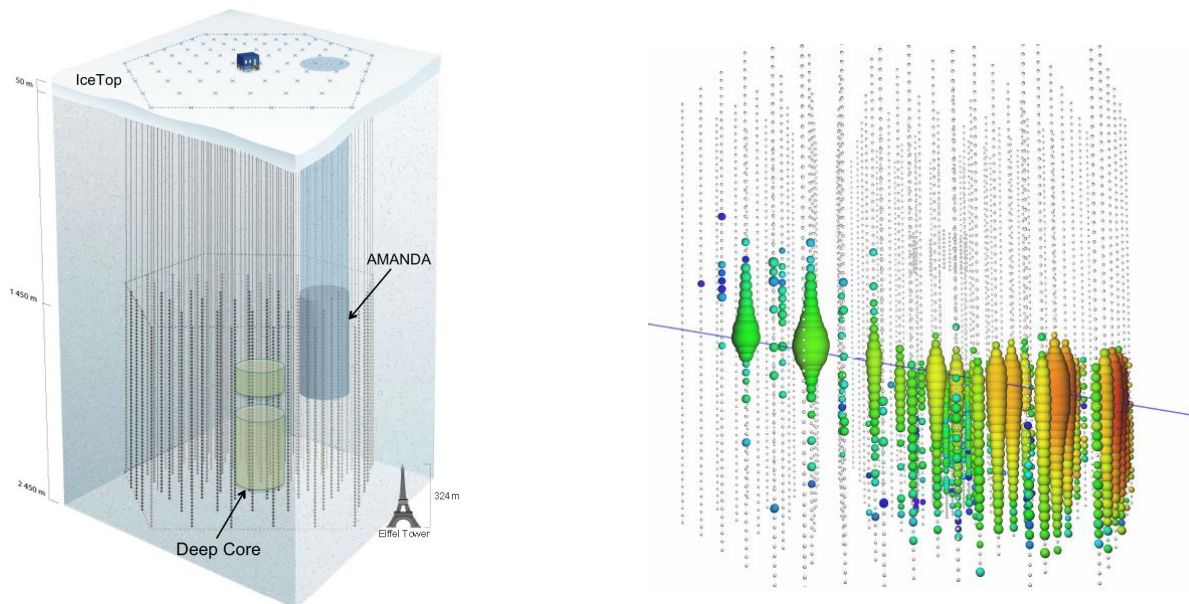 50 m
IceTop
AMANDA
1 450 m
2 450 m
324 m
Eiffel Tower
Deep Core